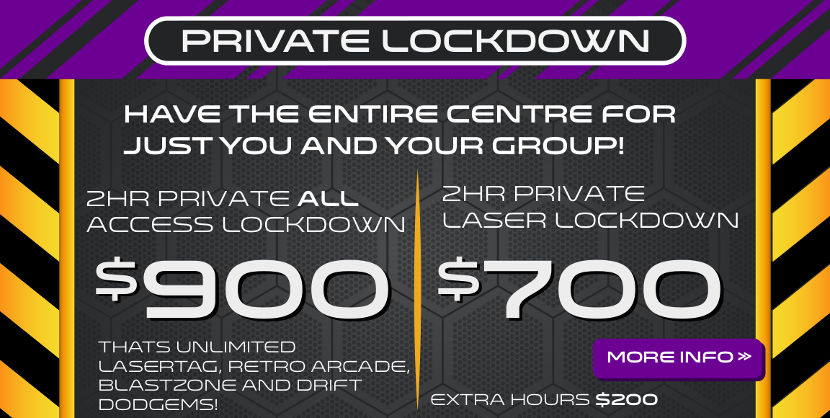 PRIVATE LOCKDOWN
HAVE THE ENTIRE CENTRE FOR
JUST YOU AND YOUR GROUP!
2HR PRIVATE ALL
ACCESS LOCKDOWN
$900
THATS UNLIMITED
LASERTAG, RETRO ARCADE,
BLASTZONE AND DRIFT
DODGEMS!
2HR PRIVATE
LASER LOCKDOWN
$700
MORE INFO »
EXTRA HOURS $200